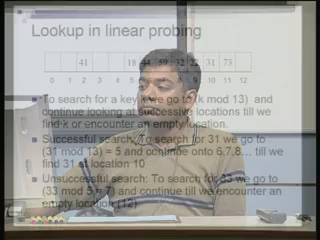 Lookup in linear probing
41 18 44 59 32 22 31 73
0 1 2 3 4 5 6 7 8 9 10 11 12
To search for a key k we go to (k mod 13) and
continue looking at successive locations till we
find k or encounter an empty location.
Successful search: To search for 31 we go to
(31 mod 13) = 5 and continue onto 6,7,8… till we
find 31 at location 10
Unsuccessful search: To search for 33 we go to
(33 mod 5 = 7) and continue till we encounter an
empty location (12)